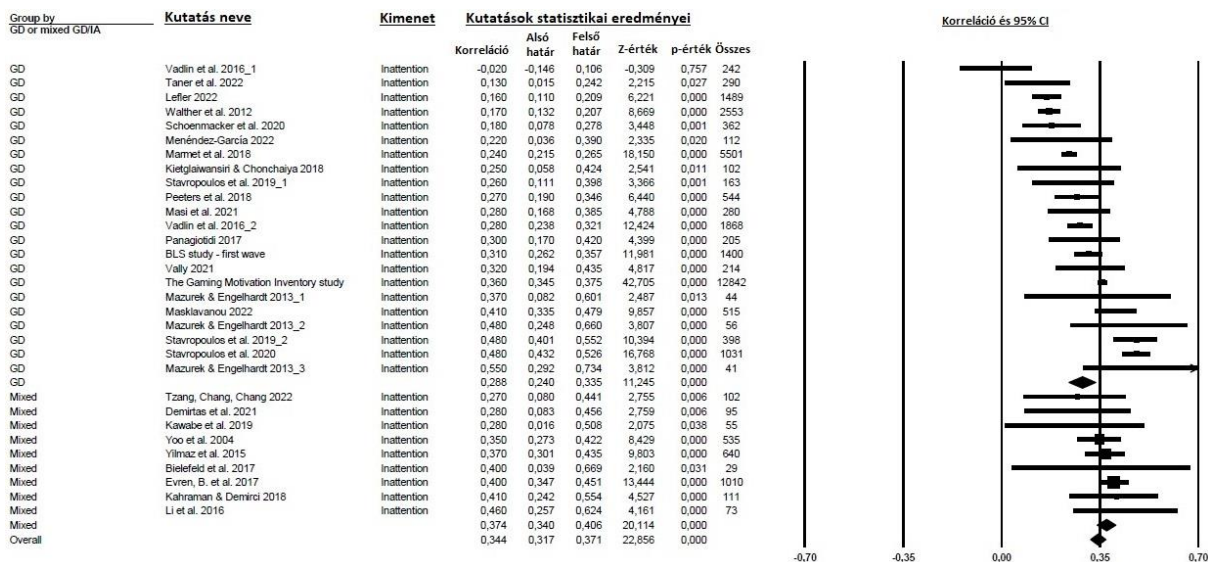 Group by Kutatás neve Kimenet Kutatások statisztikai eredményei Korreláció és 95% CI
GD or mixed GD/IA
Korreláció Alsó határ Felső határ Z-érték p-érték Összes
GD Vadlin et al. 2016_1 Inattention -0,020 -0,146 0,106 -0,309 0,757 242
GD Taner et al. 2022 Inattention 0,130 0,015 0,242 2,215 0,027 290
GD Lefler 2022 Inattention 0,160 0,110 0,209 6,221 0,000 1489
GD Walther et al. 2012 Inattention 0,170 0,132 0,207 8,669 0,000 2553
GD Schoenmacker et al. 2020 Inattention 0,180 0,078 0,278 3,448 0,001 362
GD Menéndez-García 2022 Inattention 0,220 0,036 0,390 2,335 0,020 112
GD Marmet et al. 2018 Inattention 0,240 0,215 0,265 18,150 0,000 5501
GD Kietglaiwansiri & Chonchaiya 2018 Inattention 0,250 0,058 0,424 2,541 0,011 102
GD Stavropoulos et al. 2019_1 Inattention 0,260 0,111 0,398 3,366 0,001 163
GD Peeters et al. 2018 Inattention 0,270 0,190 0,346 6,440 0,000 544
GD Masi et al. 2021 Inattention 0,280 0,168 0,385 4,788 0,000 280
GD Vadlin et al. 2016_2 Inattention 0,280 0,238 0,321 12,424 0,000 1868
GD Panagiotidi 2017 Inattention 0,300 0,170 0,420 4,399 0,000 205
GD BLS study - first wave Inattention 0,310 0,262 0,357 11,981 0,000 1400
GD Vally 2021 Inattention 0,320 0,194 0,435 4,817 0,000 214
GD The Gaming Motivation Inventory study Inattention 0,360 0,345 0,375 42,705 0,000 12842
GD Mazurek & Engelhardt 2013_1 Inattention 0,370 0,082 0,601 2,487 0,013 44
GD Masklavanou 2022 Inattention 0,410 0,335 0,479 9,857 0,000 515
GD Mazurek & Engelhardt 2013_2 Inattention 0,480 0,248 0,660 3,807 0,000 56
GD Stavropoulos et al. 2019_2 Inattention 0,480 0,401 0,552 10,394 0,000 398
GD Stavropoulos et al. 2020 Inattention 0,480 0,432 0,526 16,768 0,000 1031
GD Mazurek & Engelhardt 2013_3 Inattention 0,550 0,292 0,734 3,812 0,000 41
GD 0,288 0,240 0,335 11,245 0,000
Mixed Tzang, Chang, Chang 2022 Inattention 0,270 0,080 0,441 2,755 0,006 102
Mixed Demirtas et al. 2021 Inattention 0,280 0,083 0,456 2,759 0,006 95
Mixed Kawabe et al. 2019 Inattention 0,280 0,016 0,508 2,075 0,038 55
Mixed Yoo et al. 2004 Inattention 0,350 0,273 0,422 8,429 0,000 535
Mixed Yilmaz et al. 2015 Inattention 0,370 0,301 0,435 9,803 0,000 640
Mixed Bielefeld et al. 2017 Inattention 0,400 0,039 0,669 2,160 0,031 29
Mixed Evren, B. et al. 2017 Inattention 0,400 0,347 0,451 13,444 0,000 1010
Mixed Kahraman & Demirci 2018 Inattention 0,410 0,242 0,554 4,527 0,000 111
Mixed Li et al. 2016 Inattention 0,460 0,257 0,624 4,161 0,000 73
Mixed 0,374 0,340 0,406 20,114 0,000
Overall 0,344 0,317 0,371 22,856 0,000
-0.70 -0.35 0.00 0.35 0.70